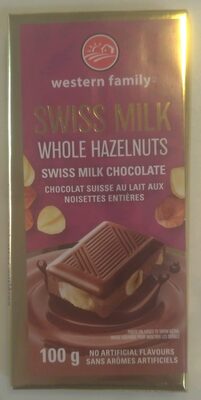 western family
SWISS MILK
WHOLE HAZELNUTS
SWISS MILK CHOCOLATE
CHOCOLAT SUISSE AU LAIT AUX
NOISETTES ENTIÈRES
100 g
NO ARTIFICIAL FLAVOURS
SANS ARÔMES ARTIFICIELS